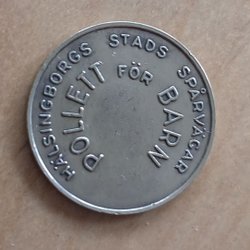 HÄLSINGBORGS STADS SPÅRVÄGAR
POLLETT FÖR BARN